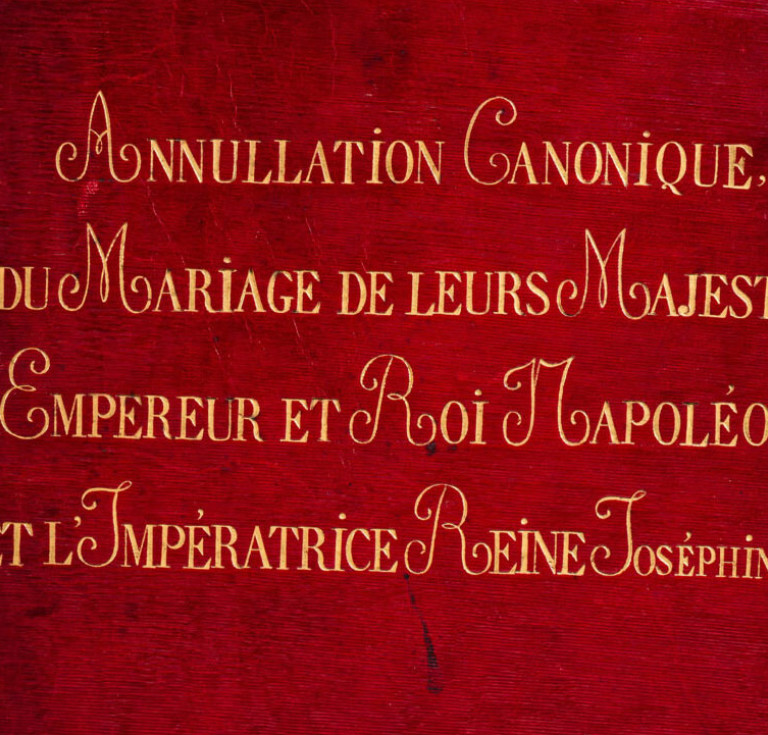 Annullation Canonique,
du Mariage de leurs Majest
Empereur et Roi Napoléo
et l'Impératrice Reine Joséphin